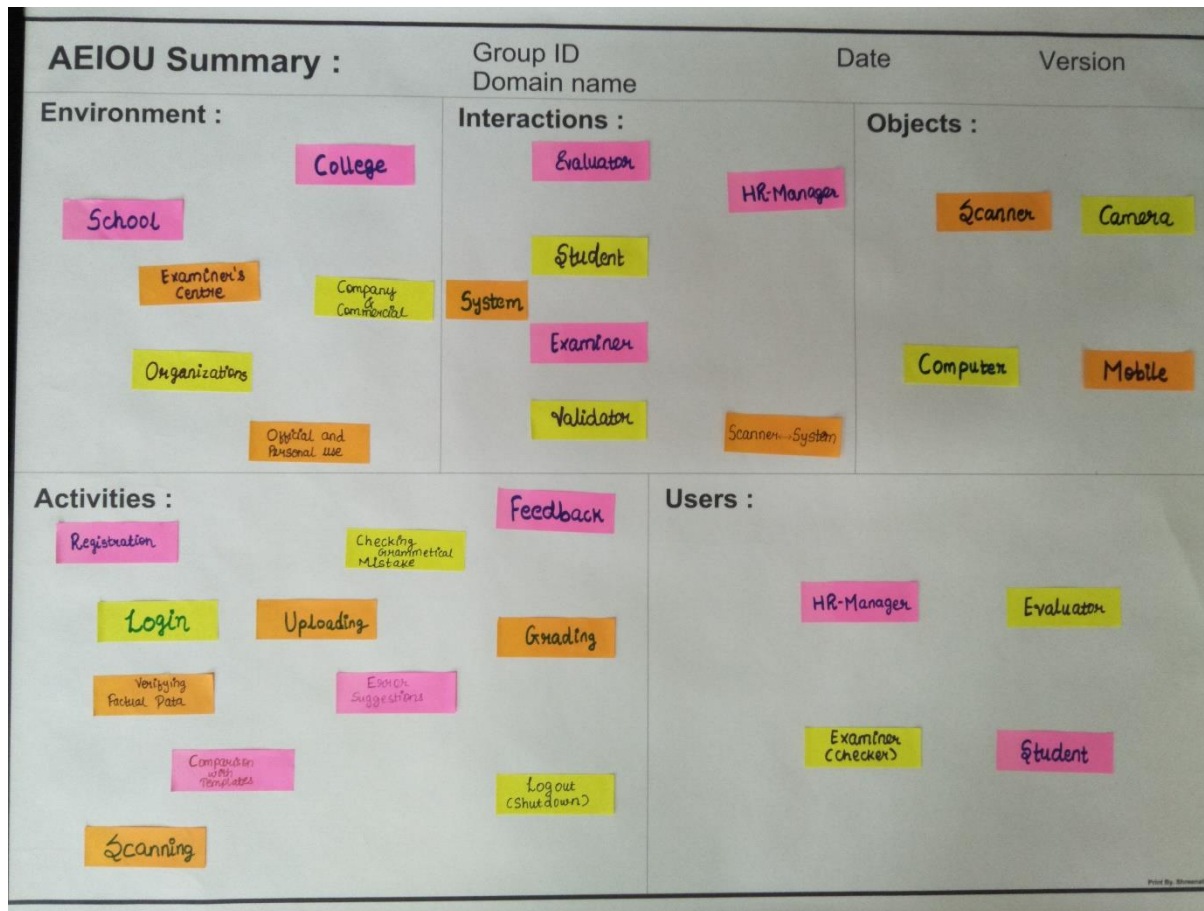 AEIOU Summary :
Group ID
Domain name
Date
Version
Environment :
College
School
Examiner's
Centre
Company
&
Commercial
Organizations
Official and
Personal use
Interactions :
Evaluator
HR-Manager
Student
System
Examiner
Validator
Scanner System
Objects :
Scanner
Camera
Computer
Mobile
Activities :
Feedback
Registration
Checking
Grammetical
Mistake
Login
Uploading
Grading
Verifying
Factual Data
Error
Suggestions
Comparison
with
Templates
Logout
(Shutdown)
Scanning
Users :
HR-Manager
Evaluator
Examiner
(Checker)
Student
Print By